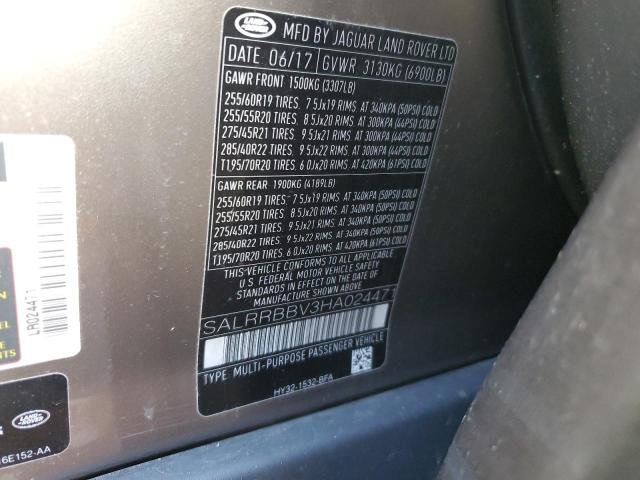 LAND ROVER
MFD BY JAGUAR LAND ROVER LTD
DATE 06/17 GVWR 3130KG (6900LB)
GAWR FRONT 1500KG (3307LB)
255/60R19 TIRES. 7 5Jx19 RIMS. AT 340KPA (50PSI) COLD
255/55R20 TIRES. 8 5Jx20 RIMS. AT 300KPA (44PSI) COLD
275/45R21 TIRES. 9 5Jx21 RIMS. AT 300KPA (44PSI) COLD
285/40R22 TIRES. 9 5Jx22 RIMS. AT 300KPA (44PSI) COLD
T195/70R20 TIRES. 6 0Jx20 RIMS. AT 420KPA (61PSI) COLD
GAWR REAR 1900KG (4189LB)
255/60R19 TIRES. 7 5Jx19 RIMS. AT 340KPA (50PSI) COLD
255/55R20 TIRES. 8 5Jx20 RIMS. AT 340KPA (50PSI) COLD
275/45R21 TIRES. 9 5Jx21 RIMS. AT 340KPA (50PSI) COLD
285/40R22 TIRES. 9 5Jx22 RIMS. AT 340KPA (50PSI) COLD
T195/70R20 TIRES. 6 0Jx20 RIMS. AT 420KPA (61PSI) COLD
THIS VEHICLE CONFORMS TO ALL APPLICABLE
U.S. FEDERAL MOTOR VEHICLE SAFETY STANDARDS
IN EFFECT ON THE DATE OF MANUFACTURE SHOWN ABOVE
SALRRBBV3HA02447
TYPE MULTI-PURPOSE PASSENGER VEHICLE
HY32-1532-BFA
LAND ROVER
6E152-AA